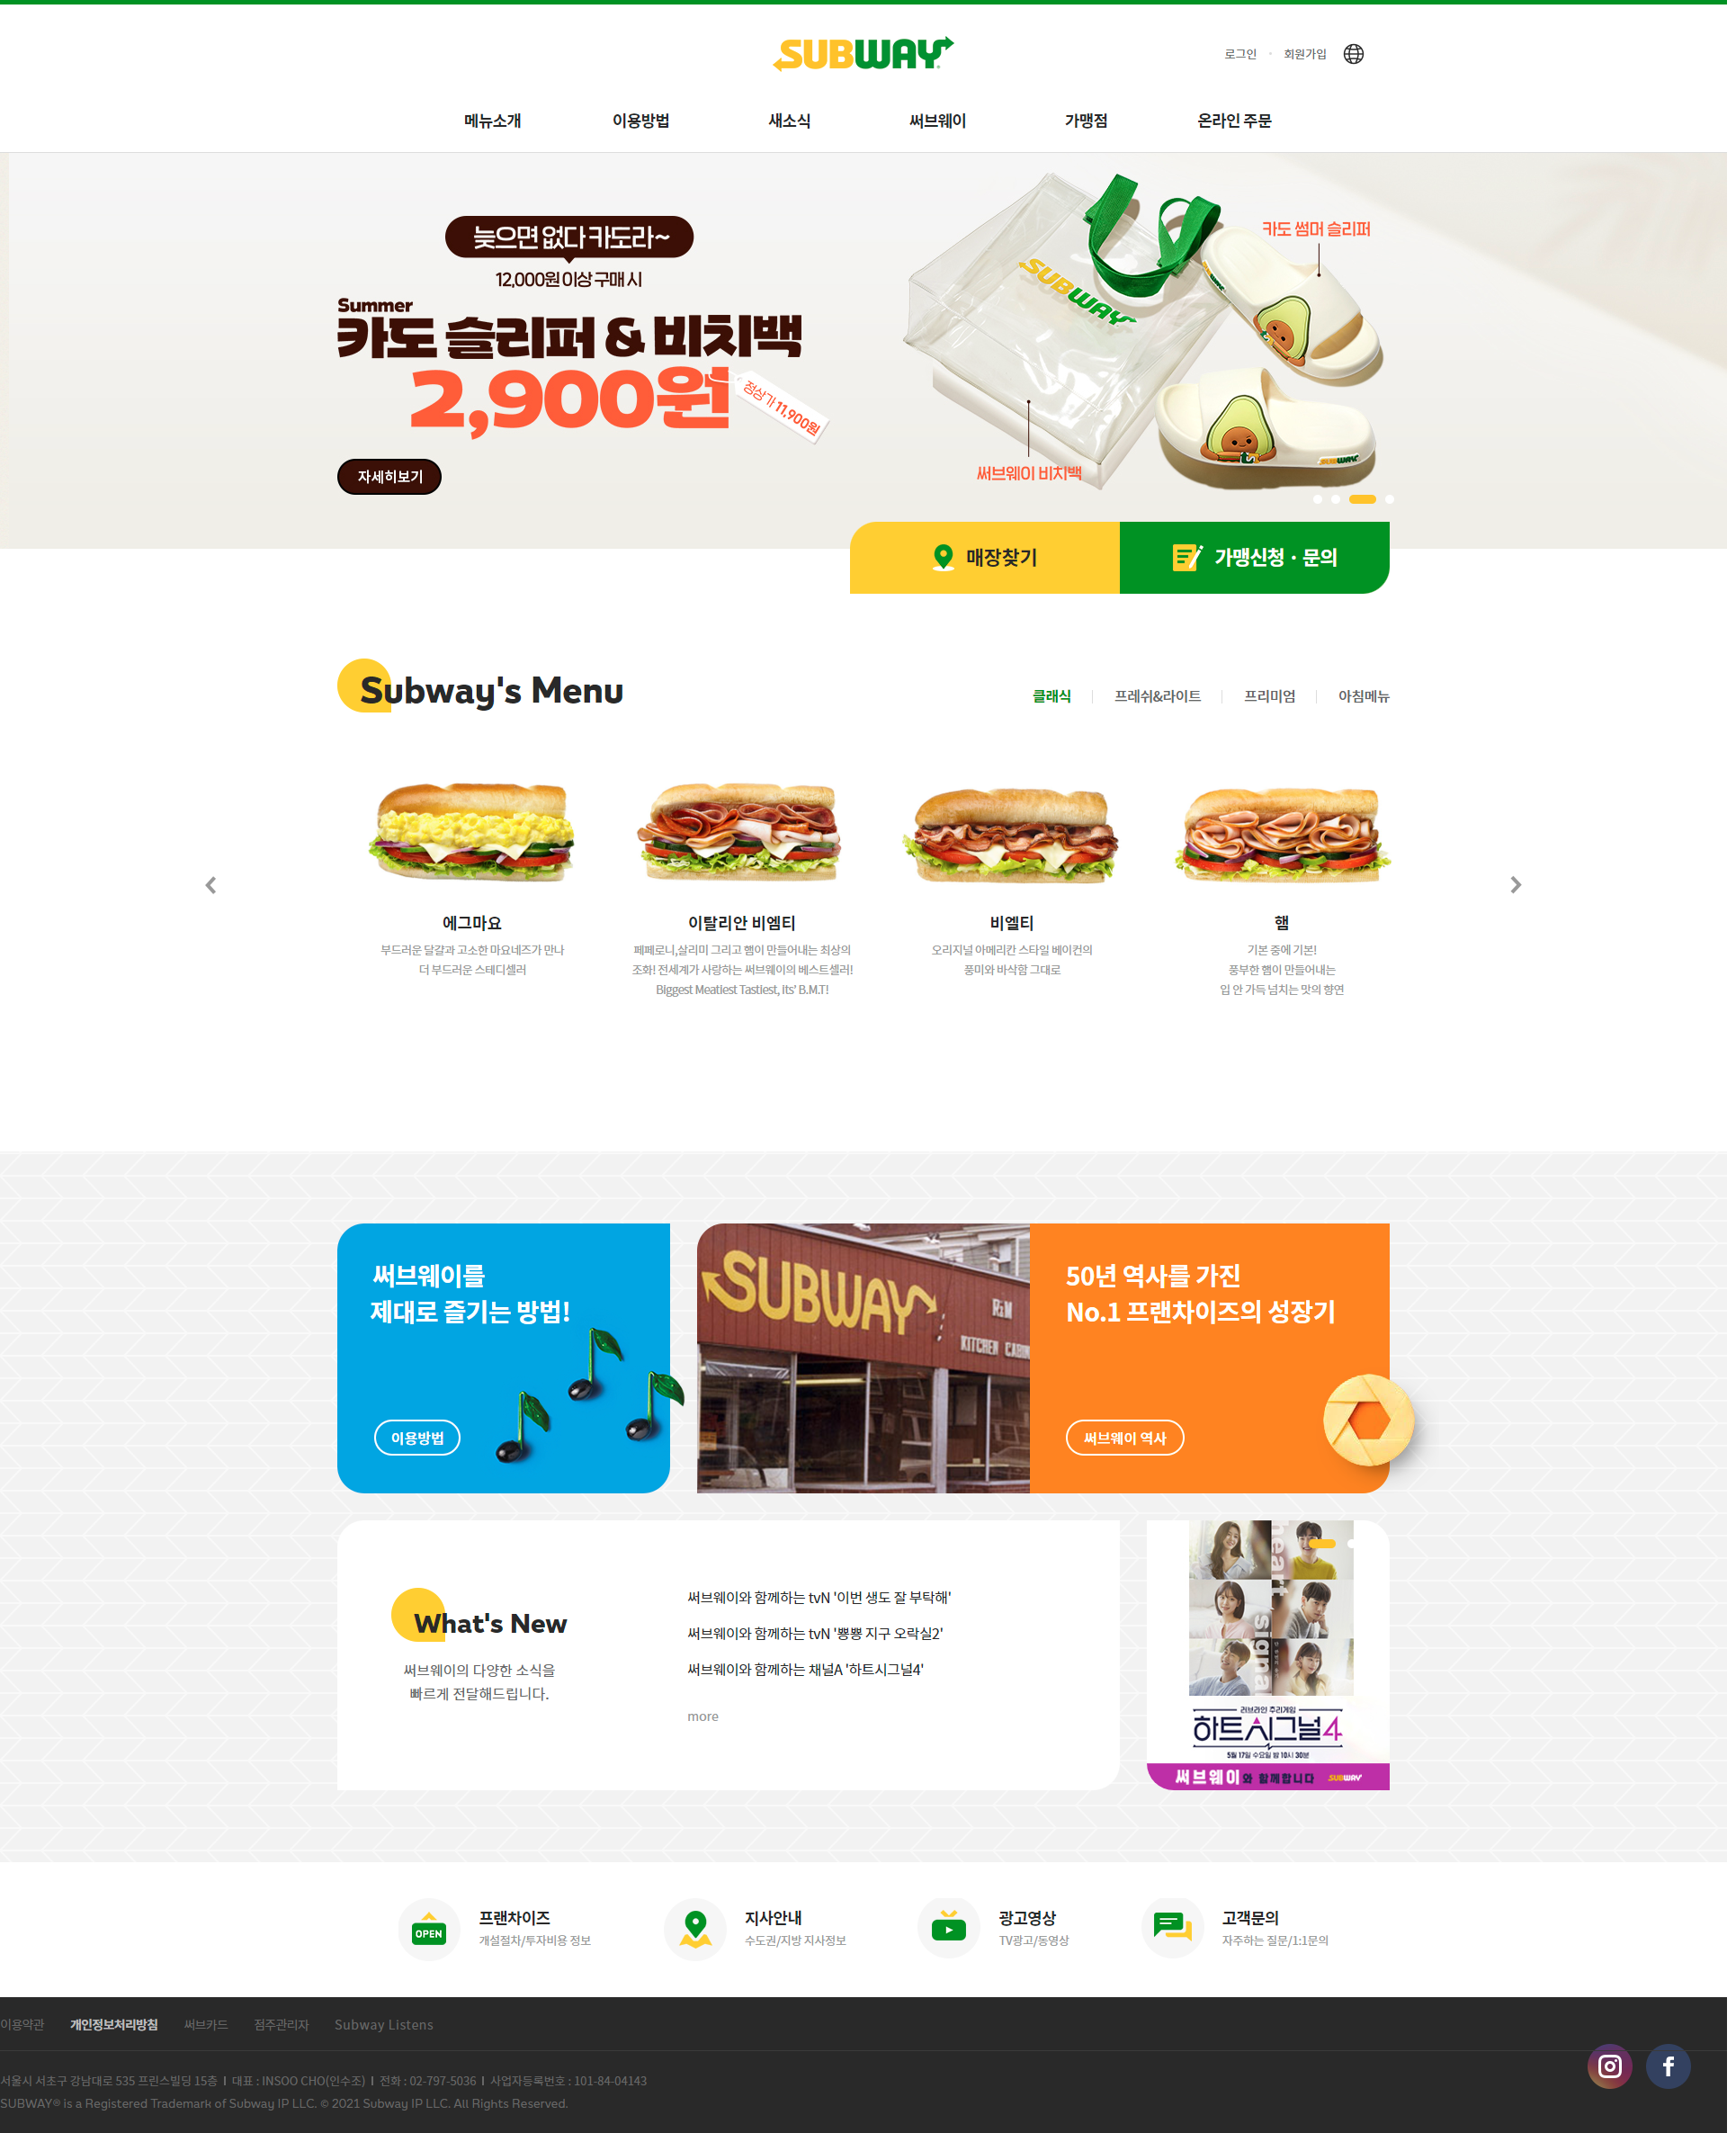 SUBWAY
로그인
회원가입
메뉴소개
이용방법
새소식
써브웨이
가맹점
온라인 주문
늦으면 없다 카도라~
12,000원 이상 구매 시
Summer
카도 슬리퍼 & 비치백
2,900원
정상가 11,900원
자세히보기
SUBWAY
카도 썸머 슬리퍼
써브웨이 비치백
SUBWAY
매장찾기
가맹신청 · 문의
Subway's Menu
클래식
프레쉬&라이트
프리미엄
아침메뉴
에그마요
부드러운 달걀과 고소한 마요네즈가 만나
더 부드러운 스테디셀러
이탈리안 비엠티
페페로니,살라미 그리고 햄이 만들어내는 최상의
조화! 전세계가 사랑하는 써브웨이의 베스트셀러!
Biggest Meatiest Tastiest, its' B.M.T!
비엘티
오리지널 아메리칸 스타일 베이컨의
풍미와 바삭함 그대로
햄
기본 중에 기본!
풍부한 햄이 만들어내는
입 안 가득 넘치는 맛의 향연
써브웨이를
제대로 즐기는 방법!
이용방법
SUBWAY
R&M
KITCHEN CABIN
50년 역사를 가진
No.1 프랜차이즈의 성장기
써브웨이 역사
What's New
써브웨이의 다양한 소식을
빠르게 전달해드립니다.
써브웨이와 함께하는 tvN '이번 생도 잘 부탁해'
써브웨이와 함께하는 tvN '뿅뿅 지구 오락실2'
써브웨이와 함께하는 채널A '하트시그널4'
more
heart
signal
러브라인 추리게임
하트시그널4
5월 17일 수요일 밤 10시 30분
써브웨이와 함께합니다
SUBWAY
OPEN
프랜차이즈
개설절차/투자비용 정보
지사안내
수도권/지방 지사정보
광고영상
TV광고/동영상
고객문의
자주하는 질문/1:1문의
이용약관
개인정보처리방침
써브카드
점주관리자
Subway Listens
서울시 서초구 강남대로 535 프린스빌딩 15층 | 대표 : INSOO CHO(인수조) | 전화 : 02-797-5036 | 사업자등록번호 : 101-84-04143
SUBWAY® is a Registered Trademark of Subway IP LLC. © 2021 Subway IP LLC. All Rights Reserved.